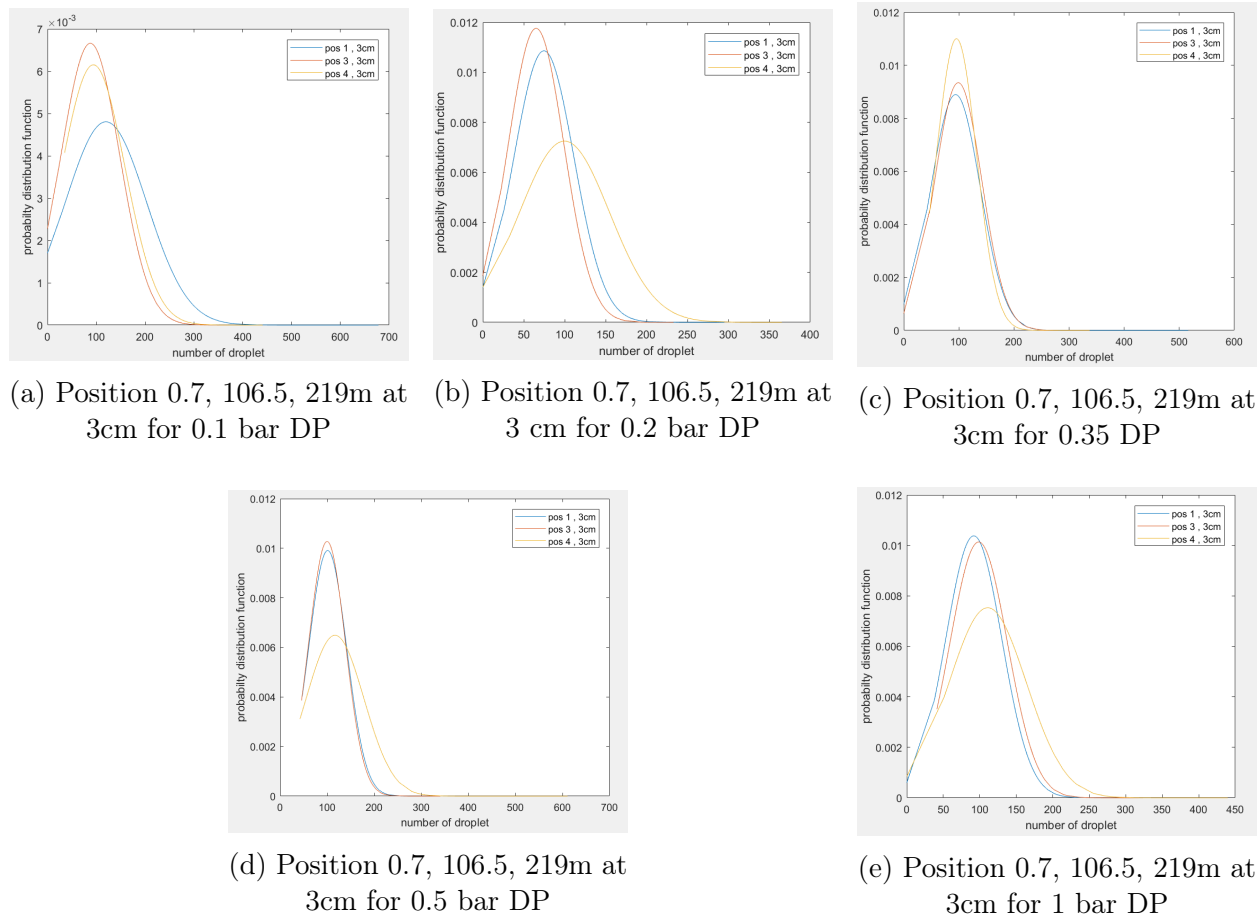 ×10⁻³
7
6
5
4
3
2
1
0
0 100 200 300 400 500 600 700
probabilty distribution function
number of droplet
pos 1 , 3cm
pos 3 , 3cm
pos 4 , 3cm
(a) Position 0.7, 106.5, 219m at
3cm for 0.1 bar DP
0.012
0.01
0.008
0.006
0.004
0.002
0
0 50 100 150 200 250 300 350 400
probabilty distribution function
number of droplet
pos 1 , 3cm
pos 3 , 3cm
pos 4 , 3cm
(b) Position 0.7, 106.5, 219m at
3 cm for 0.2 bar DP
0.012
0.01
0.008
0.006
0.004
0.002
0
0 100 200 300 400 500 600
probabilty distribution function
number of droplet
pos 1 , 3cm
pos 3 , 3cm
pos 4 , 3cm
(c) Position 0.7, 106.5, 219m at
3cm for 0.35 DP
0.012
0.01
0.008
0.006
0.004
0.002
0
0 100 200 300 400 500 600 700
probabilty distribution function
number of droplet
pos 1 , 3cm
pos 3 , 3cm
pos 4 , 3cm
(d) Position 0.7, 106.5, 219m at
3cm for 0.5 bar DP
0.012
0.01
0.008
0.006
0.004
0.002
0
0 50 100 150 200 250 300 350 400 450
probabilty distribution function
number of droplet
pos 1 , 3cm
pos 3 , 3cm
pos 4 , 3cm
(e) Position 0.7, 106.5, 219m at
3cm for 1 bar DP